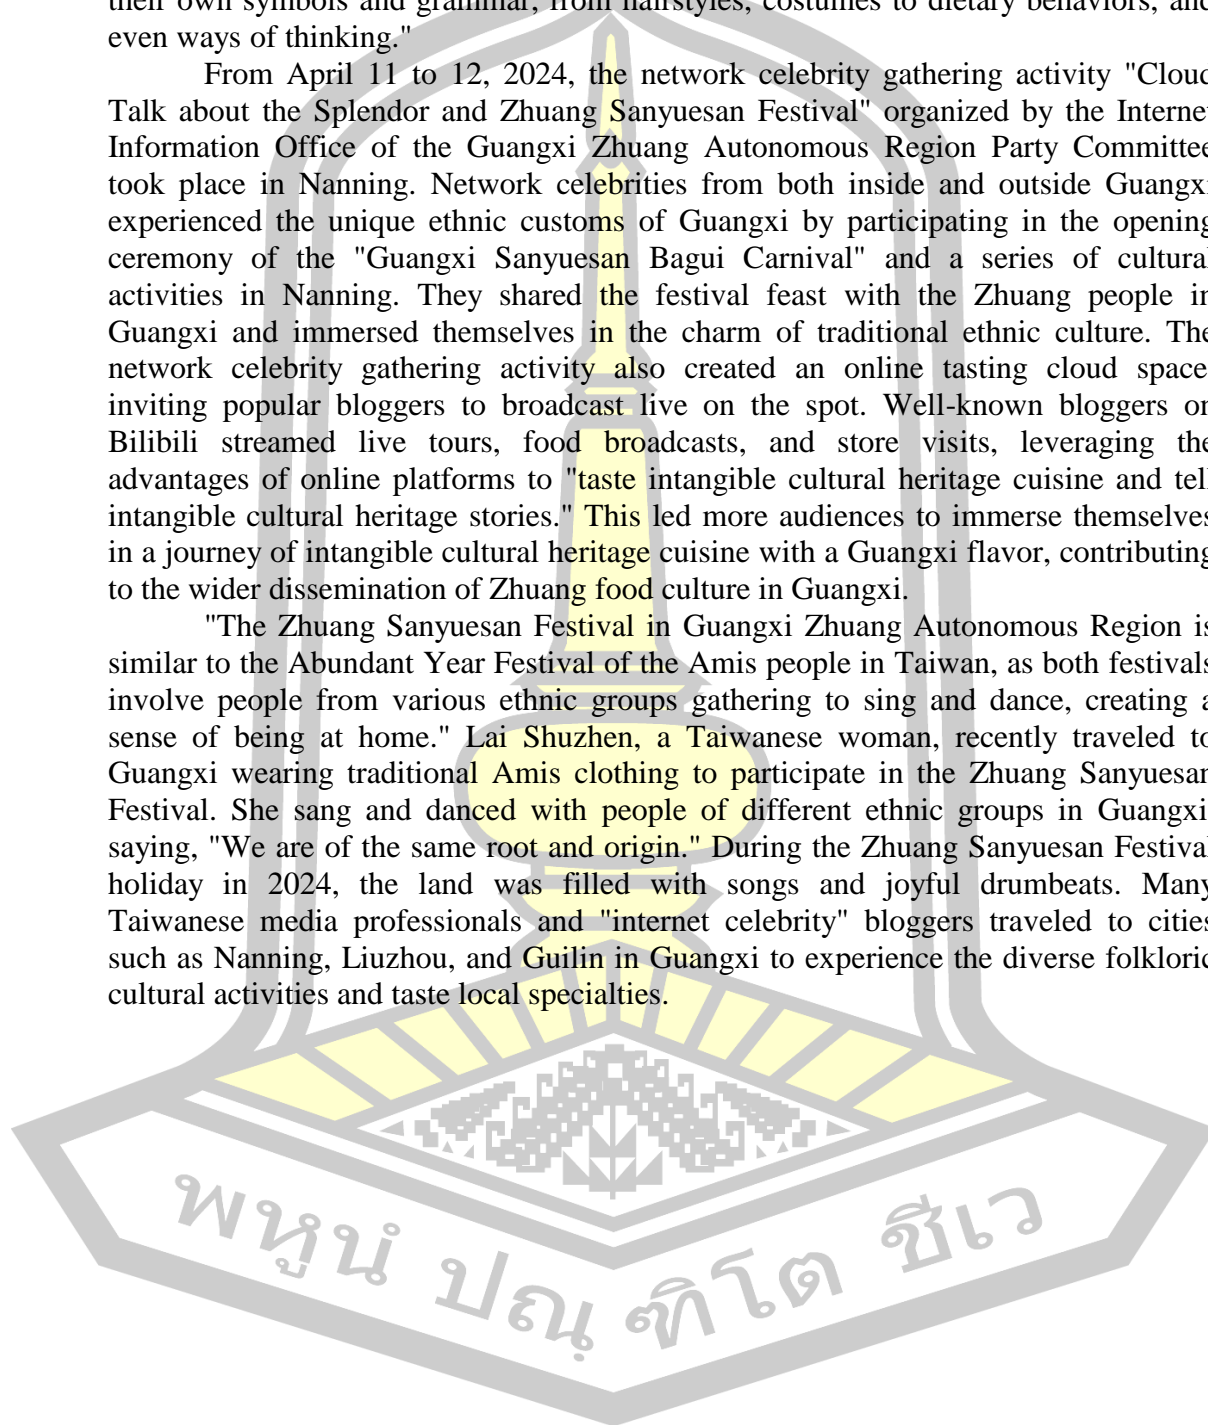 their own symbols and grammar, from hairstyles, costumes to dietary behaviors, and
even ways of thinking."
From April 11 to 12, 2024, the network celebrity gathering activity "Cloud
Talk about the Splendor and Zhuang Sanyuesan Festival" organized by the Internet
Information Office of the Guangxi Zhuang Autonomous Region Party Committee
took place in Nanning. Network celebrities from both inside and outside Guangxi
experienced the unique ethnic customs of Guangxi by participating in the opening
ceremony of the "Guangxi Sanyuesan Bagui Carnival" and a series of cultural
activities in Nanning. They shared the festival feast with the Zhuang people in
Guangxi and immersed themselves in the charm of traditional ethnic culture. The
network celebrity gathering activity also created an online tasting cloud space
inviting popular bloggers to broadcast live on the spot. Well-known bloggers on
Bilibili streamed live tours, food broadcasts, and store visits, leveraging the
advantages of online platforms to "taste intangible cultural heritage cuisine and tell
intangible cultural heritage stories." This led more audiences to immerse themselves
in a journey of intangible cultural heritage cuisine with a Guangxi flavor, contributing
to the wider dissemination of Zhuang food culture in Guangxi.
"The Zhuang Sanyuesan Festival in Guangxi Zhuang Autonomous Region is
similar to the Abundant Year Festival of the Amis people in Taiwan, as both festivals
involve people from various ethnic groups gathering to sing and dance, creating a
sense of being at home." Lai Shuzhen, a Taiwanese woman, recently traveled to
Guangxi wearing traditional Amis clothing to participate in the Zhuang Sanyuesan
Festival. She sang and danced with people of different ethnic groups in Guangxi
saying, "We are of the same root and origin." During the Zhuang Sanyuesan Festival
holiday in 2024, the land was filled with songs and joyful drumbeats. Many
Taiwanese media professionals and "internet celebrity" bloggers traveled to cities
such as Nanning, Liuzhou, and Guilin in Guangxi to experience the diverse folkloric
cultural activities and taste local specialties.
พหูนํ ปณฺฑิโต ชีเว